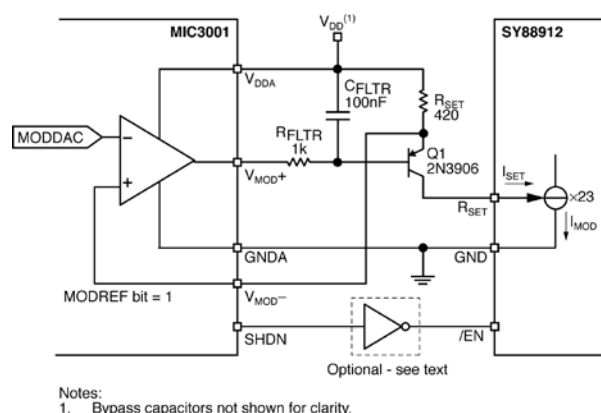 MIC3001
VDD(1)
SY88912
VDDA
CFLTR
100nF
RSET
420
MODDAC
RFLTR
1k
Q1
2N3906
−
+
VMOD+
ISET
×23
RSET
IMOD
GNDA
GND
MODREF bit = 1
VMOD−
SHDN
/EN
Optional - see text
Notes:
1. Bypass capacitors not shown for clarity.